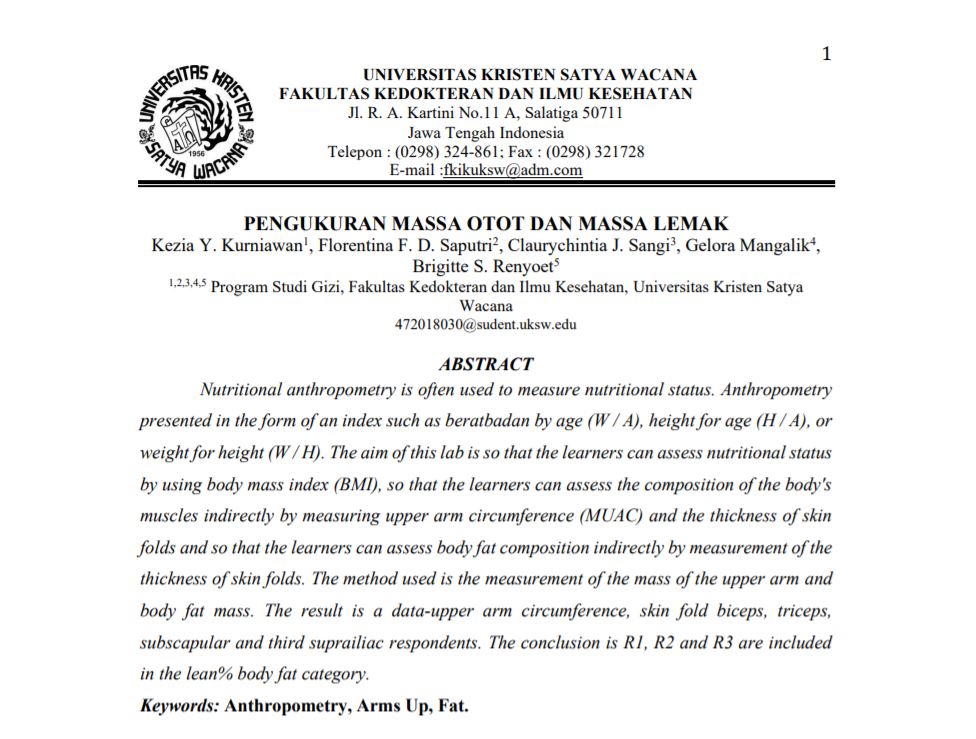 1
UNIVERSITAS KRISTEN
SATYA WACANA
1956
UNIVERSITAS KRISTEN SATYA WACANA
FAKULTAS KEDOKTERAN DAN ILMU KESEHATAN
Jl. R. A. Kartini No.11 A, Salatiga 50711
Jawa Tengah Indonesia
Telepon : (0298) 324-861; Fax : (0298) 321728
E-mail :fkikuksw@adm.com
PENGUKURAN MASSA OTOT DAN MASSA LEMAK
Kezia Y. Kurniawan¹, Florentina F. D. Saputri², Claurychintia J. Sangi³, Gelora Mangalik⁴,
Brigitte S. Renyoet⁵
¹,²,³,⁴,⁵ Program Studi Gizi, Fakultas Kedokteran dan Ilmu Kesehatan, Universitas Kristen Satya
Wacana
472018030@sudent.uksw.edu
ABSTRACT
Nutritional anthropometry is often used to measure nutritional status. Anthropometry
presented in the form of an index such as beratbadan by age (W / A), height for age (H / A), or
weight for height (W / H). The aim of this lab is so that the learners can assess nutritional status
by using body mass index (BMI), so that the learners can assess the composition of the body's
muscles indirectly by measuring upper arm circumference (MUAC) and the thickness of skin
folds and so that the learners can assess body fat composition indirectly by measurement of the
thickness of skin folds. The method used is the measurement of the mass of the upper arm and
body fat mass. The result is a data-upper arm circumference, skin fold biceps, triceps,
subscapular and third suprailiac respondents. The conclusion is R1, R2 and R3 are included
in the lean% body fat category.
Keywords: Anthropometry, Arms Up, Fat.